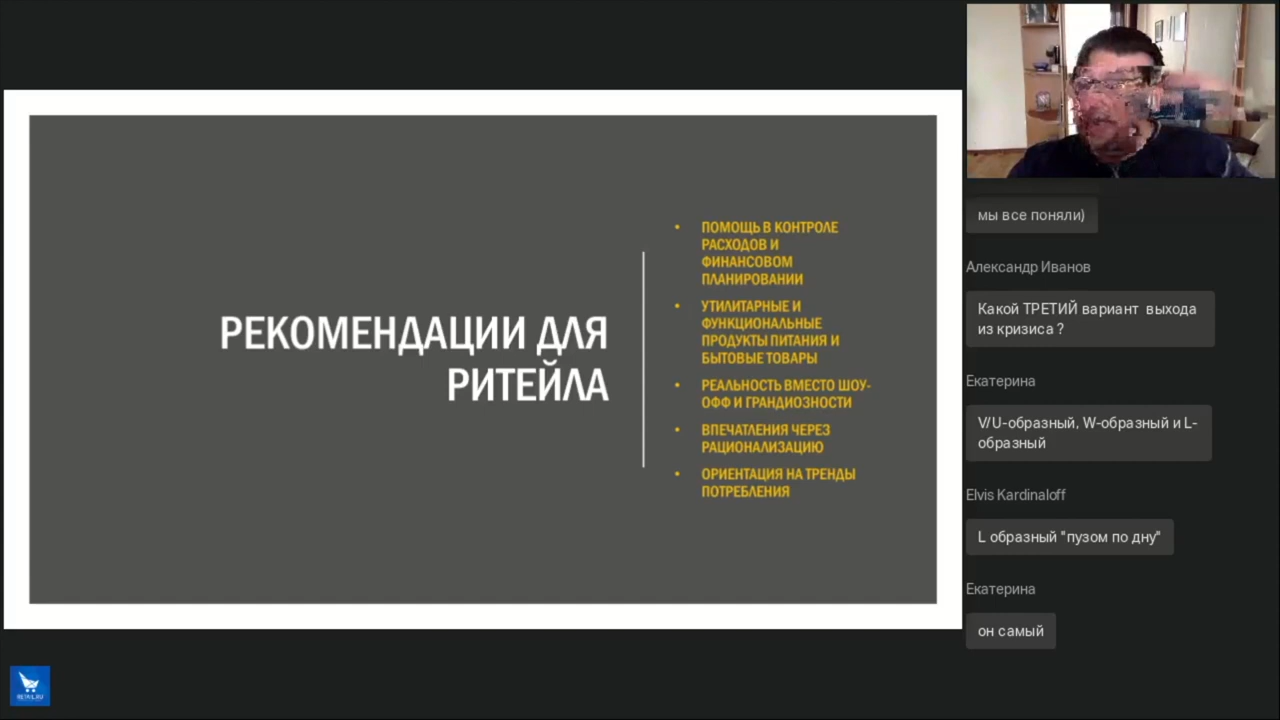 РЕКОМЕНДАЦИИ ДЛЯ
РИТЕЙЛА
• ПОМОЩЬ В КОНТРОЛЕ
РАСХОДОВ И
ФИНАНСОВОМ
ПЛАНИРОВАНИИ
• УТИЛИТАРНЫЕ И
ФУНКЦИОНАЛЬНЫЕ
ПРОДУКТЫ ПИТАНИЯ И
БЫТОВЫЕ ТОВАРЫ
• РЕАЛЬНОСТЬ ВМЕСТО ШОУ-
ОФФ И ГРАНДИОЗНОСТИ
• ВПЕЧАТЛЕНИЯ ЧЕРЕЗ
РАЦИОНАЛИЗАЦИЮ
• ОРИЕНТАЦИЯ НА ТРЕНДЫ
ПОТРЕБЛЕНИЯ
мы все поняли)
Александр Иванов
Какой ТРЕТИЙ вариант выхода
из кризиса ?
Екатерина
V/U-образный, W-образный и L-
образный
Elvis Kardinaloff
L образный "пузом по дну"
Екатерина
он самый
RETAIL.RU